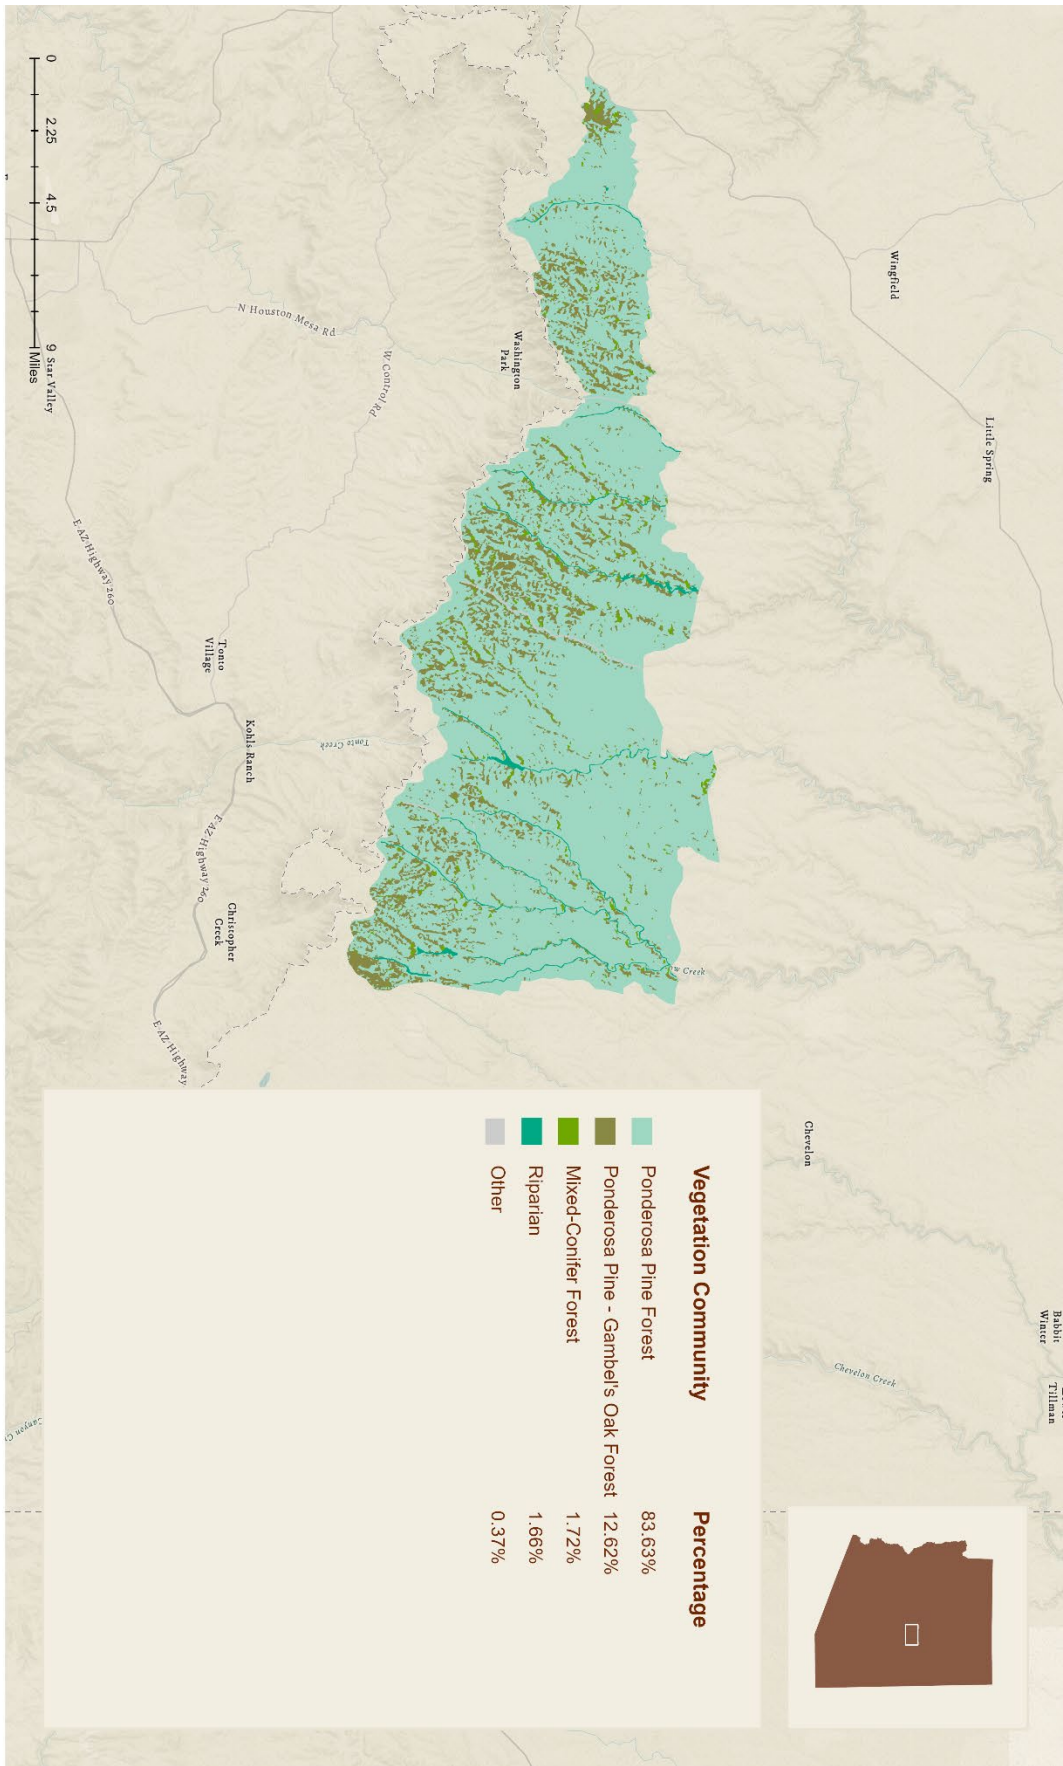 Wingfield
Little Spring
Washington
Park
N Houston Mesa Rd
W Control Rd
Star Valley
E AZ Highway 260
Tonto
Village
Kohls Ranch
Tonto Creek
E AZ Highway 260
Christopher
Creek
E AZ Highway
w Creek
Chevelon
Chevelon Creek
Babbit
Winter
Tillman
Canyon C
0 2.25 4.5 9
Miles
Vegetation Community Percentage
Ponderosa Pine Forest 83.63%
Ponderosa Pine - Gambel's Oak Forest 12.62%
Mixed-Conifer Forest 1.72%
Riparian 1.66%
Other 0.37%